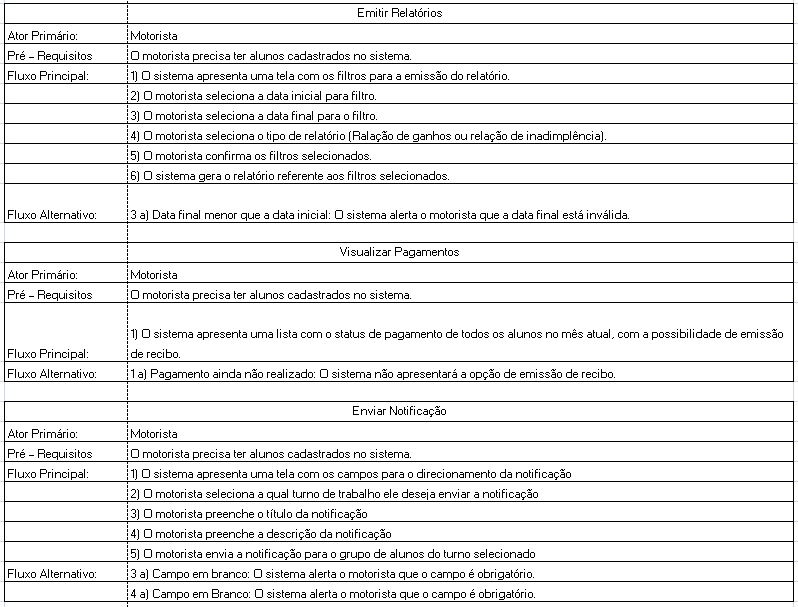 Emitir Relatórios
Ator Primário: Motorista
Pré – Requisitos O motorista precisa ter alunos cadastrados no sistema.
Fluxo Principal: 1) O sistema apresenta uma tela com os filtros para a emissão do relatório.
2) O motorista seleciona a data inicial para filtro.
3) O motorista seleciona a data final para o filtro.
4) O motorista seleciona o tipo de relatório (Ralação de ganhos ou relação de inadimplência).
5) O motorista confirma os filtros selecionados.
6) O sistema gera o relatório referente aos filtros selecionados.
Fluxo Alternativo: 3 a) Data final menor que a data inicial: O sistema alerta o motorista que a data final está inválida.
Visualizar Pagamentos
Ator Primário: Motorista
Pré – Requisitos O motorista precisa ter alunos cadastrados no sistema.
1) O sistema apresenta uma lista com o status de pagamento de todos os alunos no mês atual, com a possibilidade de emissão
Fluxo Principal: de recibo.
Fluxo Alternativo: 1 a) Pagamento ainda não realizado: O sistema não apresentará a opção de emissão de recibo.
Enviar Notificação
Ator Primário: Motorista
Pré – Requisitos O motorista precisa ter alunos cadastrados no sistema.
Fluxo Principal: 1) O sistema apresenta uma tela com os campos para o direcionamento da notificação
2) O motorista seleciona a qual turno de trabalho ele deseja enviar a notificação
3) O motorista preenche o título da notificação
4) O motorista preenche a descrição da notificação
5) O motorista envia a notificação para o grupo de alunos do turno selecionado
Fluxo Alternativo: 3 a) Campo em branco: O sistema alerta o motorista que o campo é obrigatório.
4 a) Campo em Branco: O sistema alerta o motorista que o campo é obrigatório.